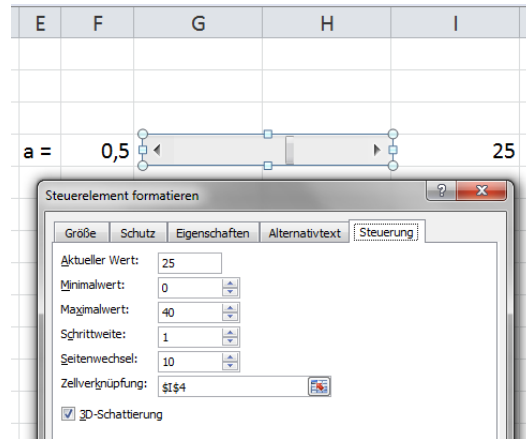 E F G H I
a = 0,5 25
Steuerelement formatieren
Größe Schutz Eigenschaften Alternativtext Steuerung
Aktueller Wert: 25
Minimalwert: 0
Maximalwert: 40
Schrittweite: 1
Seitenwechsel: 10
Zellverknüpfung: $I$4
3D-Schattierung